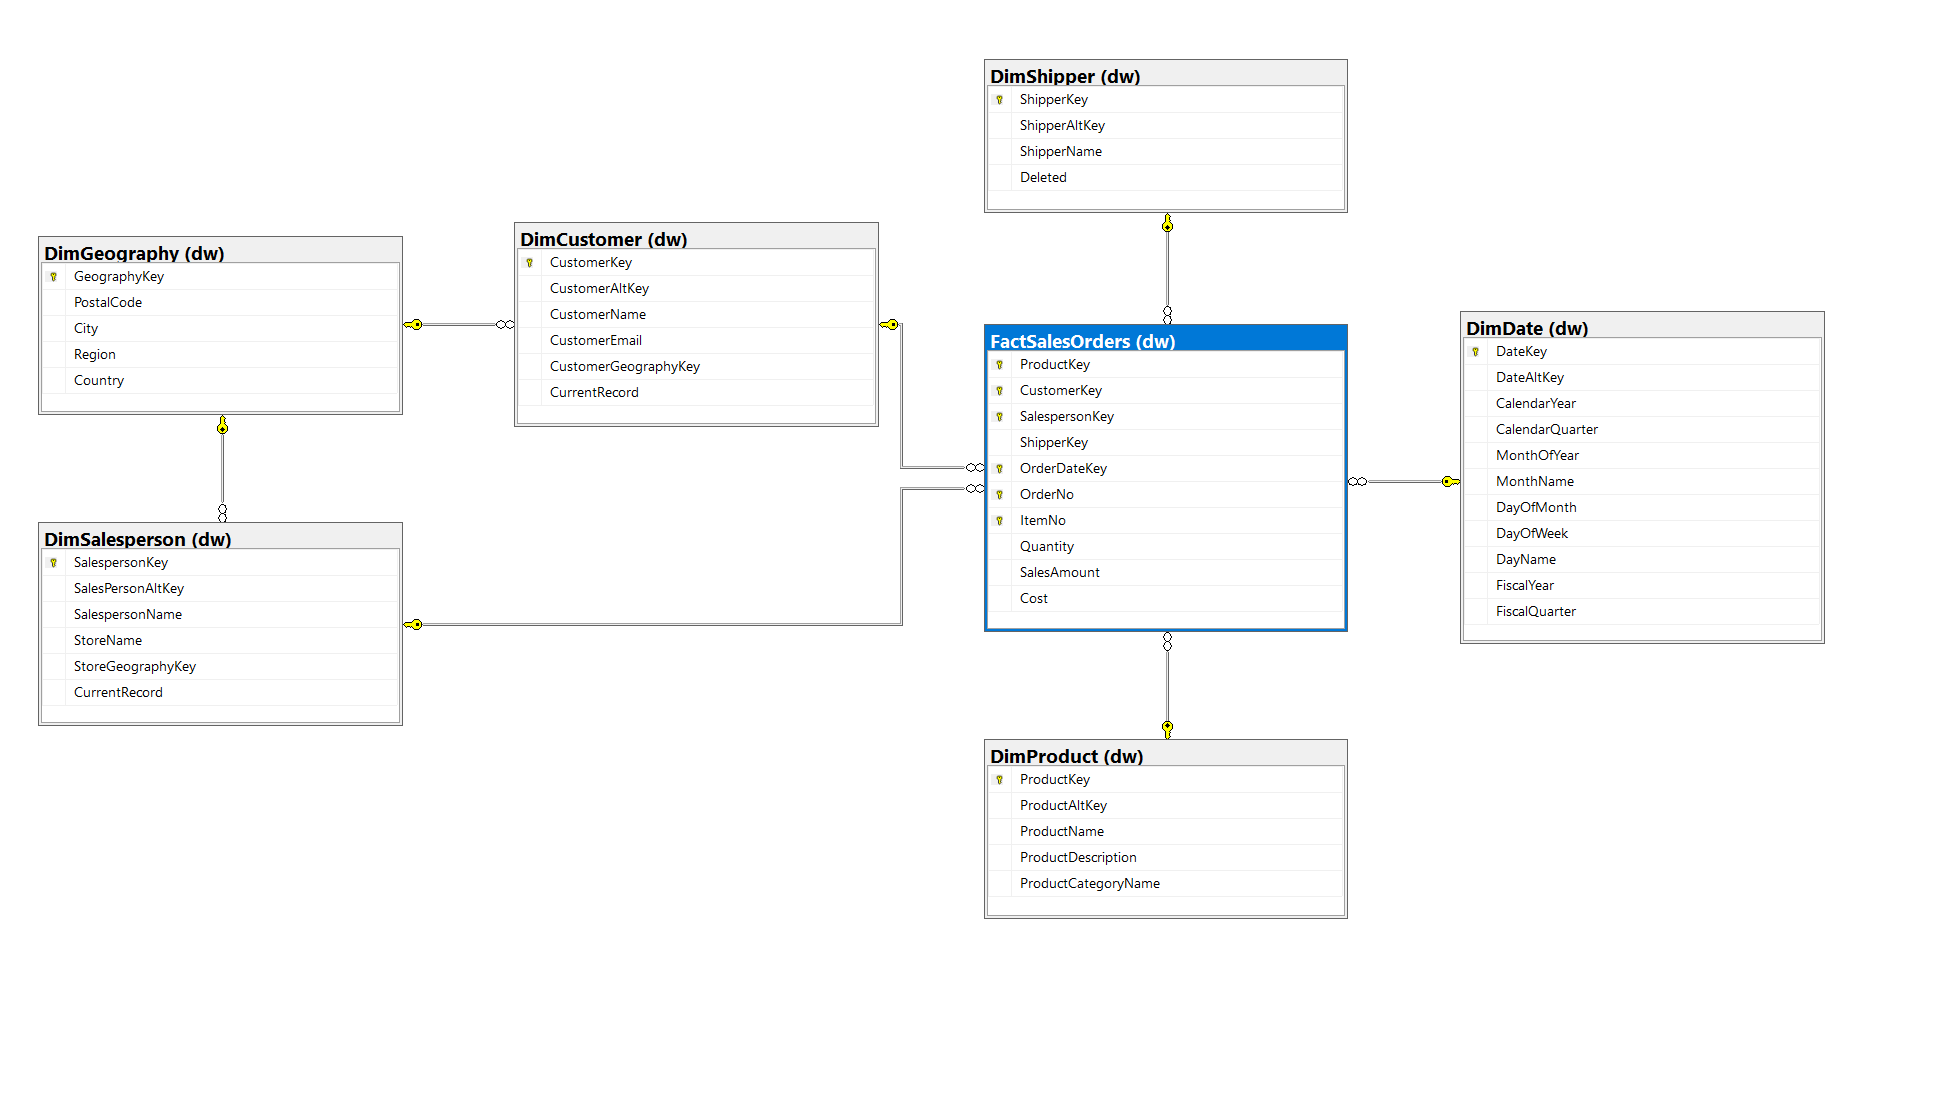 DimShipper (dw)
ShipperKey
ShipperAltKey
ShipperName
Deleted
DimGeography (dw)
GeographyKey
PostalCode
City
Region
Country
DimCustomer (dw)
CustomerKey
CustomerAltKey
CustomerName
CustomerEmail
CustomerGeographyKey
CurrentRecord
FactSalesOrders (dw)
ProductKey
CustomerKey
SalespersonKey
ShipperKey
OrderDateKey
OrderNo
ItemNo
Quantity
SalesAmount
Cost
DimDate (dw)
DateKey
DateAltKey
CalendarYear
CalendarQuarter
MonthOfYear
MonthName
DayOfMonth
DayOfWeek
DayName
FiscalYear
FiscalQuarter
DimSalesperson (dw)
SalespersonKey
SalesPersonAltKey
SalespersonName
StoreName
StoreGeographyKey
CurrentRecord
DimProduct (dw)
ProductKey
ProductAltKey
ProductName
ProductDescription
ProductCategoryName